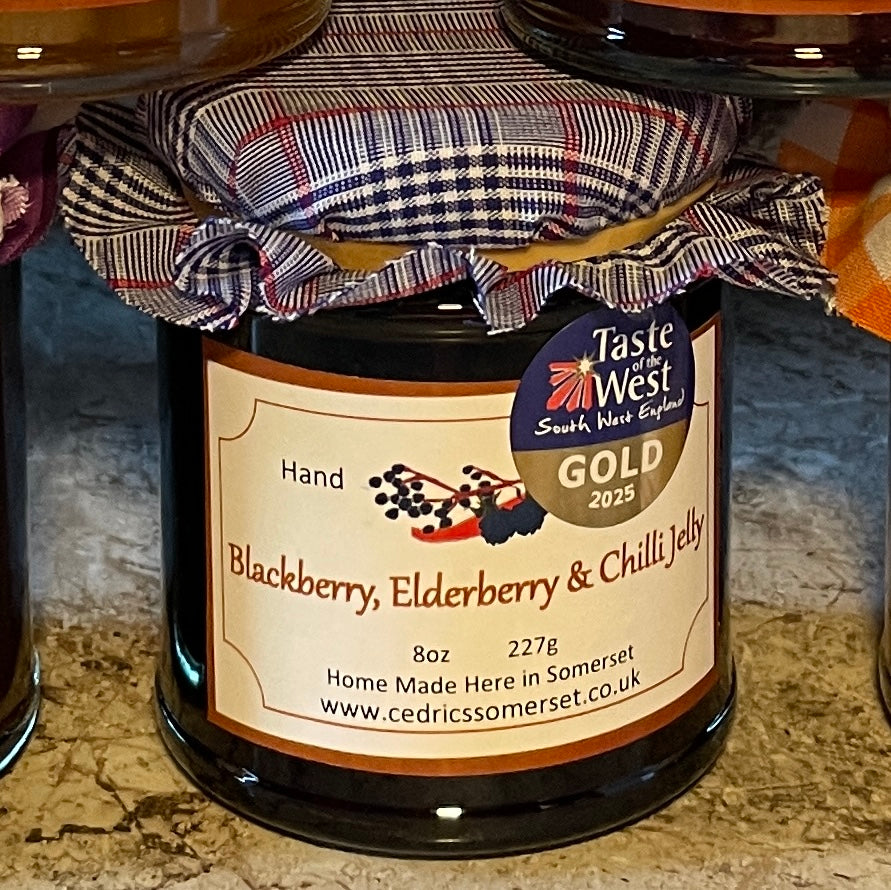 Taste
of the
West
South West England
GOLD
2025
Hand
Blackberry, Elderberry & Chilli Jelly
8oz 227g
Home Made Here in Somerset
www.cedricssomerset.co.uk